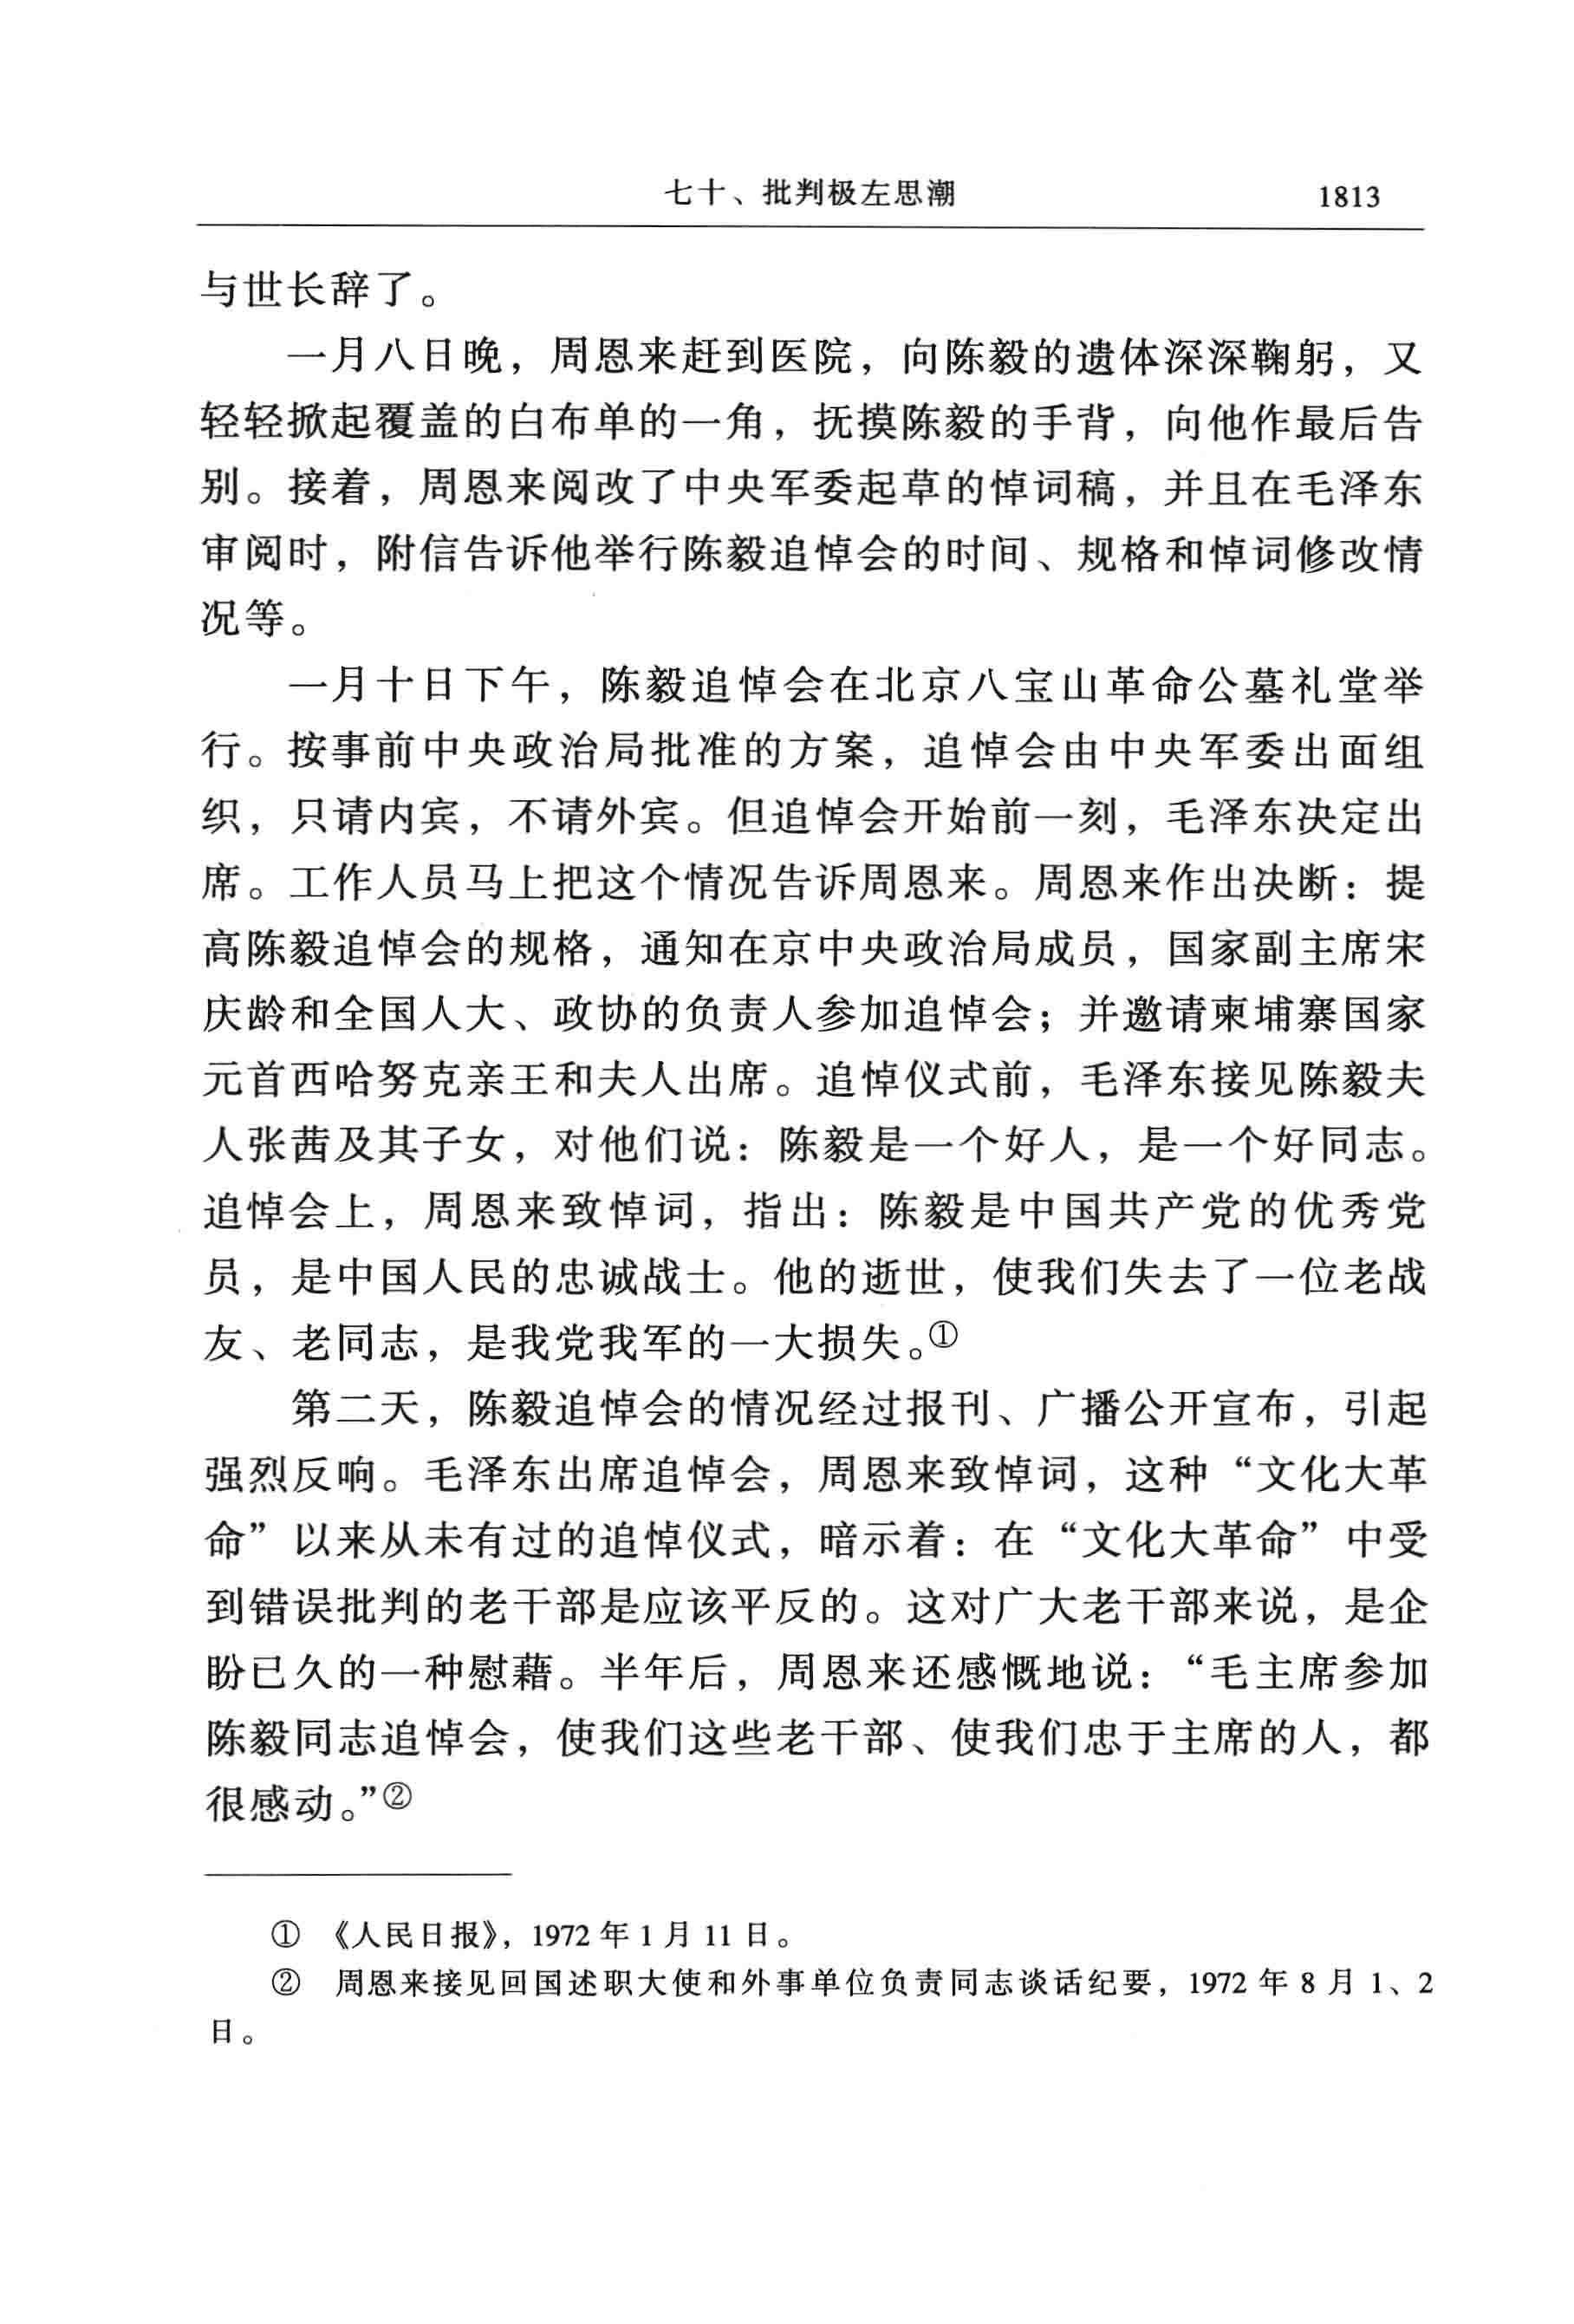 七十、批判极左思潮 1813
与世长辞了。
一月八日晚，周恩来赶到医院，向陈毅的遗体深深鞠躬，又
轻轻掀起覆盖的白布单的一角，抚摸陈毅的手背，向他作最后告
别。接着，周恩来阅改了中央军委起草的悼词稿，并且在毛泽东
审阅时，附信告诉他举行陈毅追悼会的时间、规格和悼词修改情
况等。
一月十日下午，陈毅追悼会在北京八宝山革命公墓礼堂举
行。按事前中央政治局批准的方案，追悼会由中央军委出面组
织，只请内宾，不请外宾。但追悼会开始前一刻，毛泽东决定出
席。工作人员马上把这个情况告诉周恩来。周恩来作出决断：提
高陈毅追悼会的规格，通知在京中央政治局成员，国家副主席宋
庆龄和全国人大、政协的负责人参加追悼会；并邀请柬埔寨国家
元首西哈努克亲王和夫人出席。追悼仪式前，毛泽东接见陈毅夫
人张茜及其子女，对他们说：陈毅是一个好人，是一个好同志。
追悼会上，周恩来致悼词，指出：陈毅是中国共产党的优秀党
员，是中国人民的忠诚战士。他的逝世，使我们失去了一位老战
友、老同志，是我党我军的一大损失。①
第二天，陈毅追悼会的情况经过报刊、广播公开宣布，引起
强烈反响。毛泽东出席追悼会，周恩来致悼词，这种“文化大革
命”以来从未有过的追悼仪式，暗示着：在“文化大革命”中受
到错误批判的老干部是应该平反的。这对广大老干部来说，是企
盼已久的一种慰藉。半年后，周恩来还感慨地说：“毛主席参加
陈毅同志追悼会，使我们这些老干部、使我们忠于主席的人，都
很感动。”②
① 《人民日报》，1972 年 1 月 11 日。
② 周恩来接见回国述职大使和外事单位负责同志谈话纪要，1972 年 8 月 1、2
日。